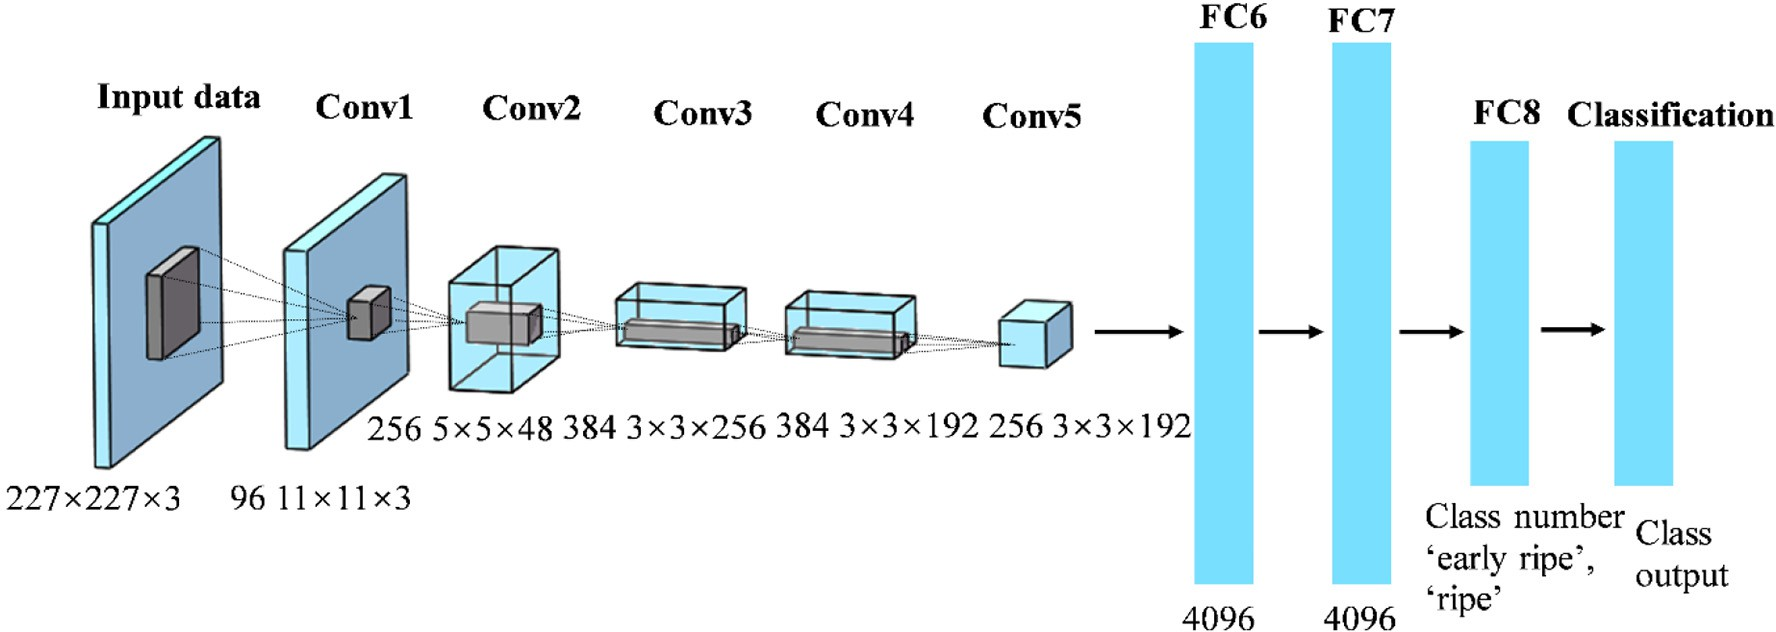 FC6
FC7
Input data
Conv1
Conv2
Conv3
Conv4
Conv5
FC8
Classification
256 5×5×48
384 3×3×256
384 3×3×192
256 3×3×192
227×227×3
96 11×11×3
Class number
‘early ripe’,
‘ripe’
Class
output
4096
4096